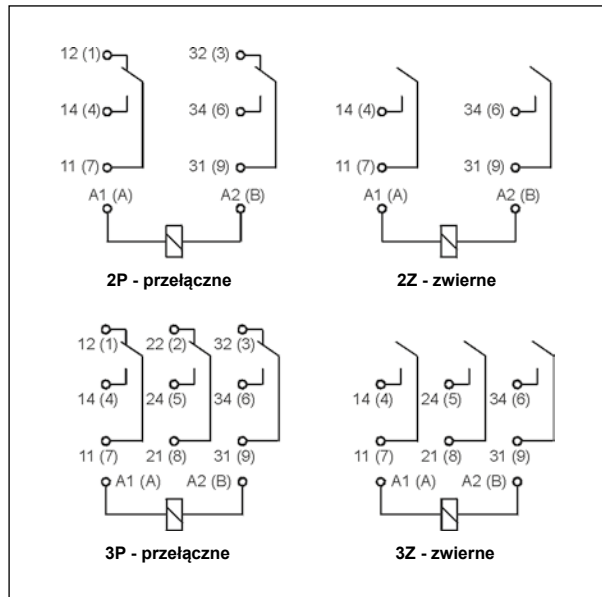 12 (1) 32 (3)
14 (4) 34 (6) 14 (4) 34 (6)
11 (7) 31 (9) 11 (7) 31 (9)
A1 (A) A2 (B) A1 (A) A2 (B)
2P - przełączne 2Z - zwierne
12 (1) 22 (2) 32 (3)
14 (4) 24 (5) 34 (6) 14 (4) 24 (5) 34 (6)
11 (7) 21 (8) 31 (9) 11 (7) 21 (8) 31 (9)
A1 (A) A2 (B) A1 (A) A2 (B)
3P - przełączne 3Z - zwierne